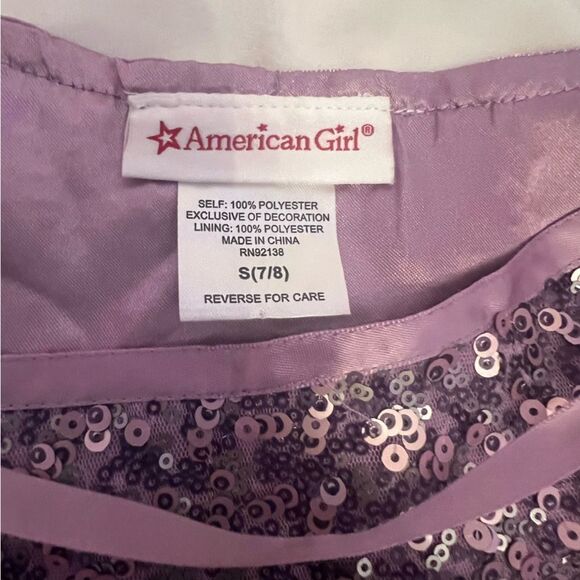 American Girl®
SELF: 100% POLYESTER
EXCLUSIVE OF DECORATION
LINING: 100% POLYESTER
MADE IN CHINA
RN92138
S(7/8)
REVERSE FOR CARE